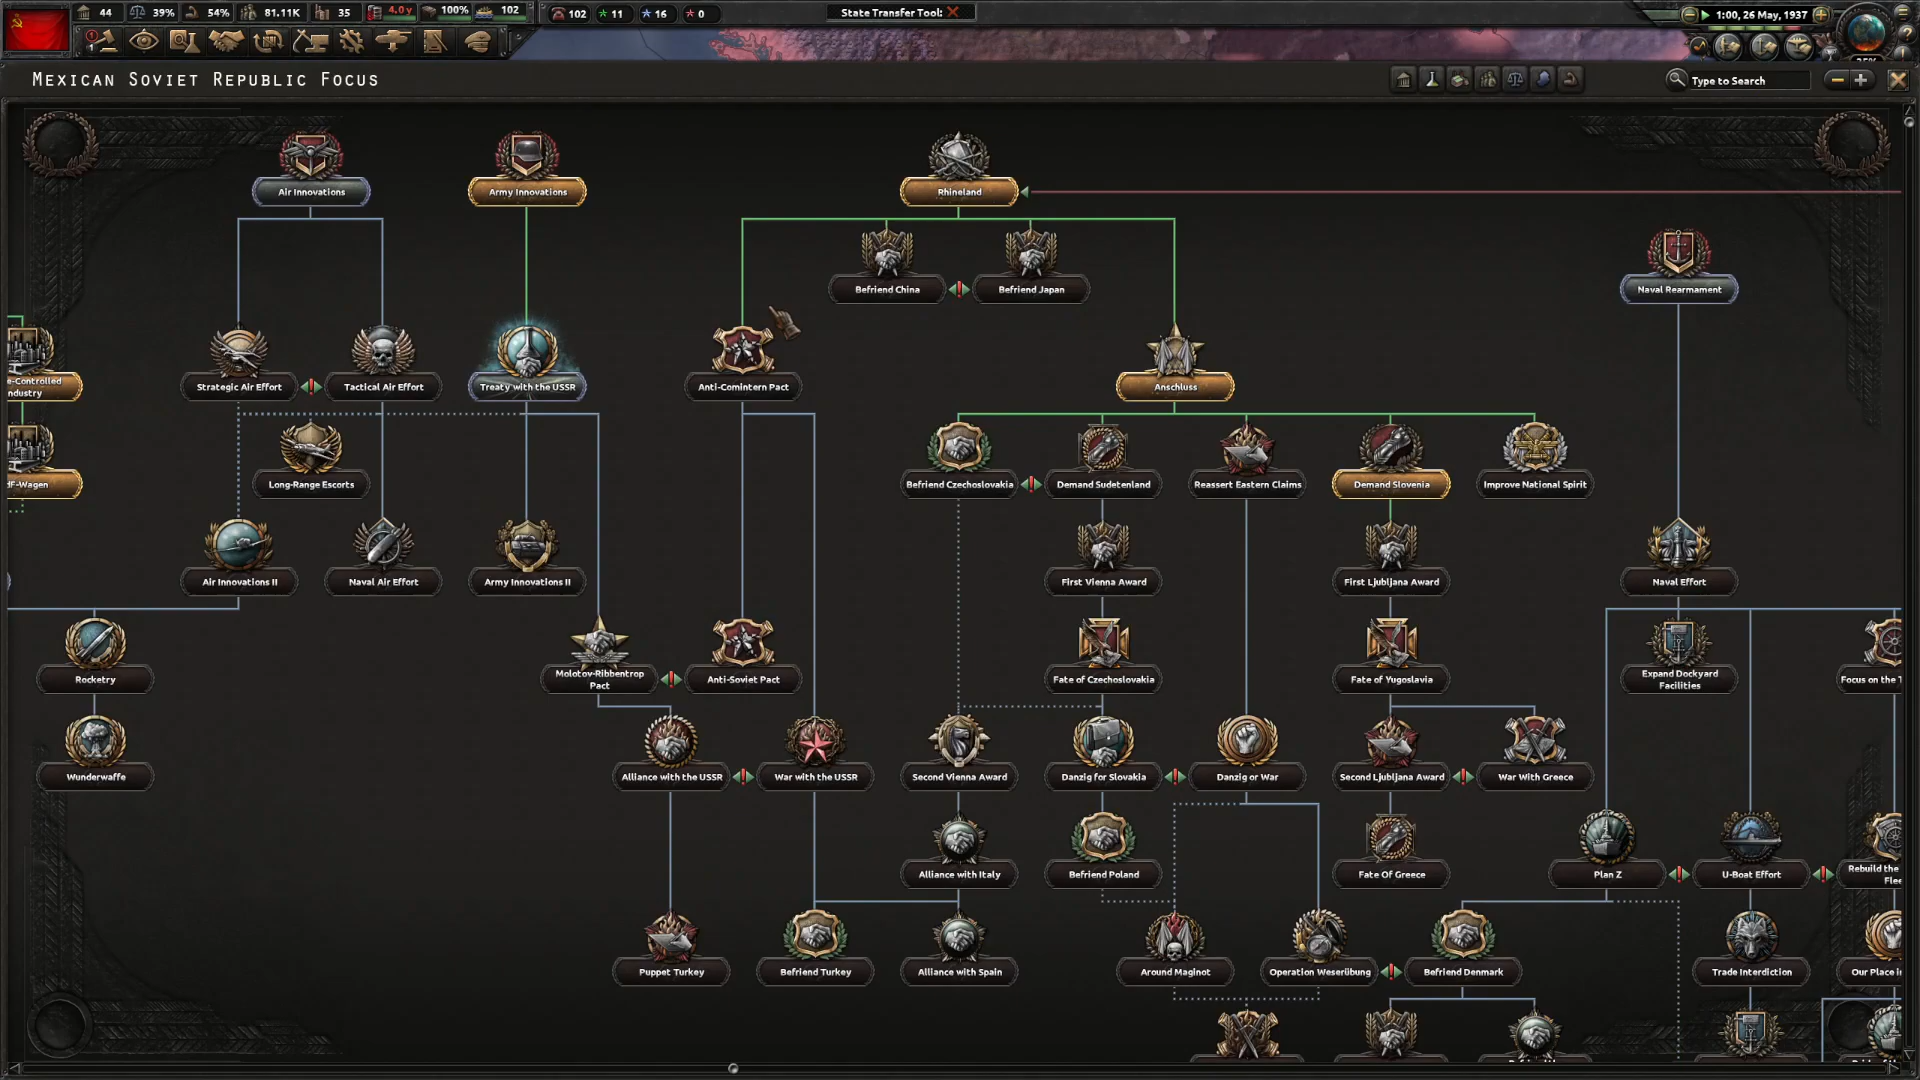 44
39%
54%
81.11K
35
4.0 y
100%
102
102
11
16
0
State Transfer Tool:
1:00, 26 May, 1937
Mexican Soviet Republic Focus
Type to Search
Air Innovations
Army Innovations
Rhineland
Befriend China
Befriend Japan
Naval Rearmament
e-Controlled
ndustry
Strategic Air Effort
Tactical Air Effort
Treaty with the USSR
Anti-Comintern Pact
Anschluss
dF-Wagen
Long-Range Escorts
Befriend Czechoslovakia
Demand Sudetenland
Reassert Eastern Claims
Demand Slovenia
Improve National Spirit
Air Innovations II
Naval Air Effort
Army Innovations II
First Vienna Award
First Ljubljana Award
Naval Effort
Rocketry
Molotov-Ribbentrop
Pact
Anti-Soviet Pact
Fate of Czechoslovakia
Fate of Yugoslavia
Expand Dockyard
Facilities
Focus on the T
Wunderwaffe
Alliance with the USSR
War with the USSR
Second Vienna Award
Danzig for Slovakia
Danzig or War
Second Ljubljana Award
War With Greece
Alliance with Italy
Befriend Poland
Fate Of Greece
Plan Z
U-Boat Effort
Rebuild the
Flee
Puppet Turkey
Befriend Turkey
Alliance with Spain
Around Maginot
Operation Weserübung
Befriend Denmark
Trade Interdiction
Our Place i